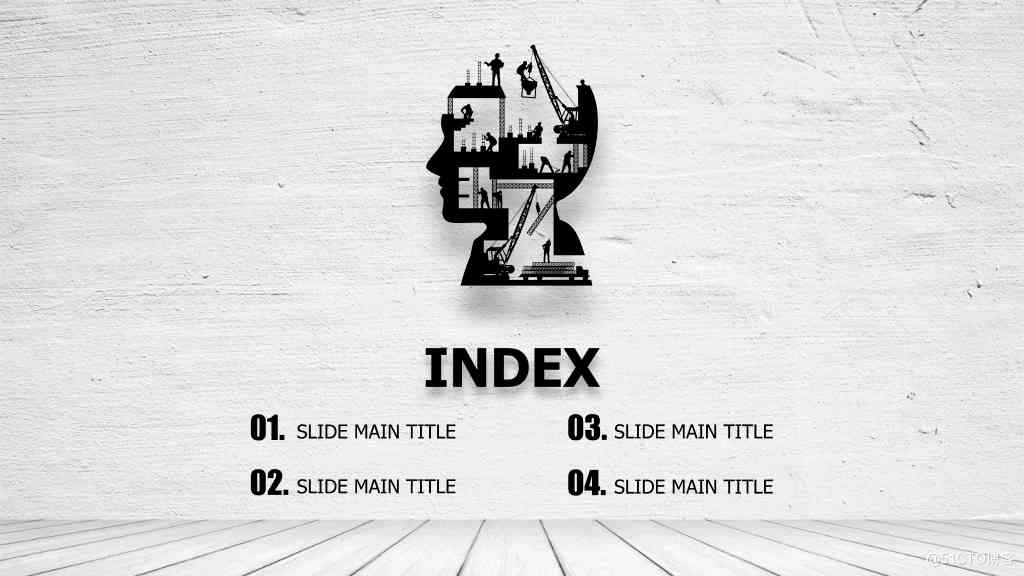 INDEX
01. SLIDE MAIN TITLE
02. SLIDE MAIN TITLE
03. SLIDE MAIN TITLE
04. SLIDE MAIN TITLE
@51CTO博客